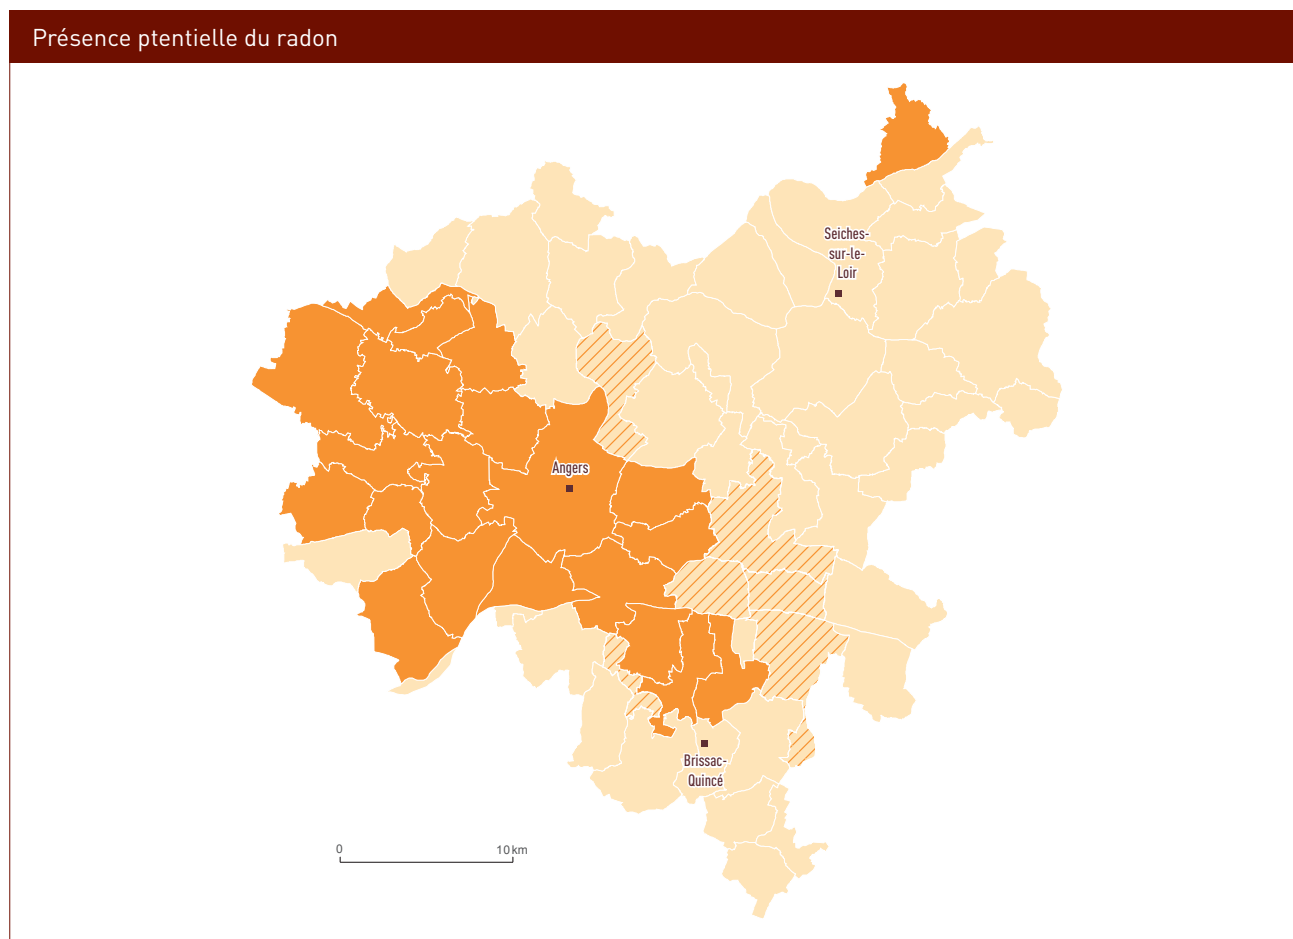 Présence ptentielle du radon
Seiches-
sur-le-
Loir
Angers
Brissac-
Quincé
0
10 km